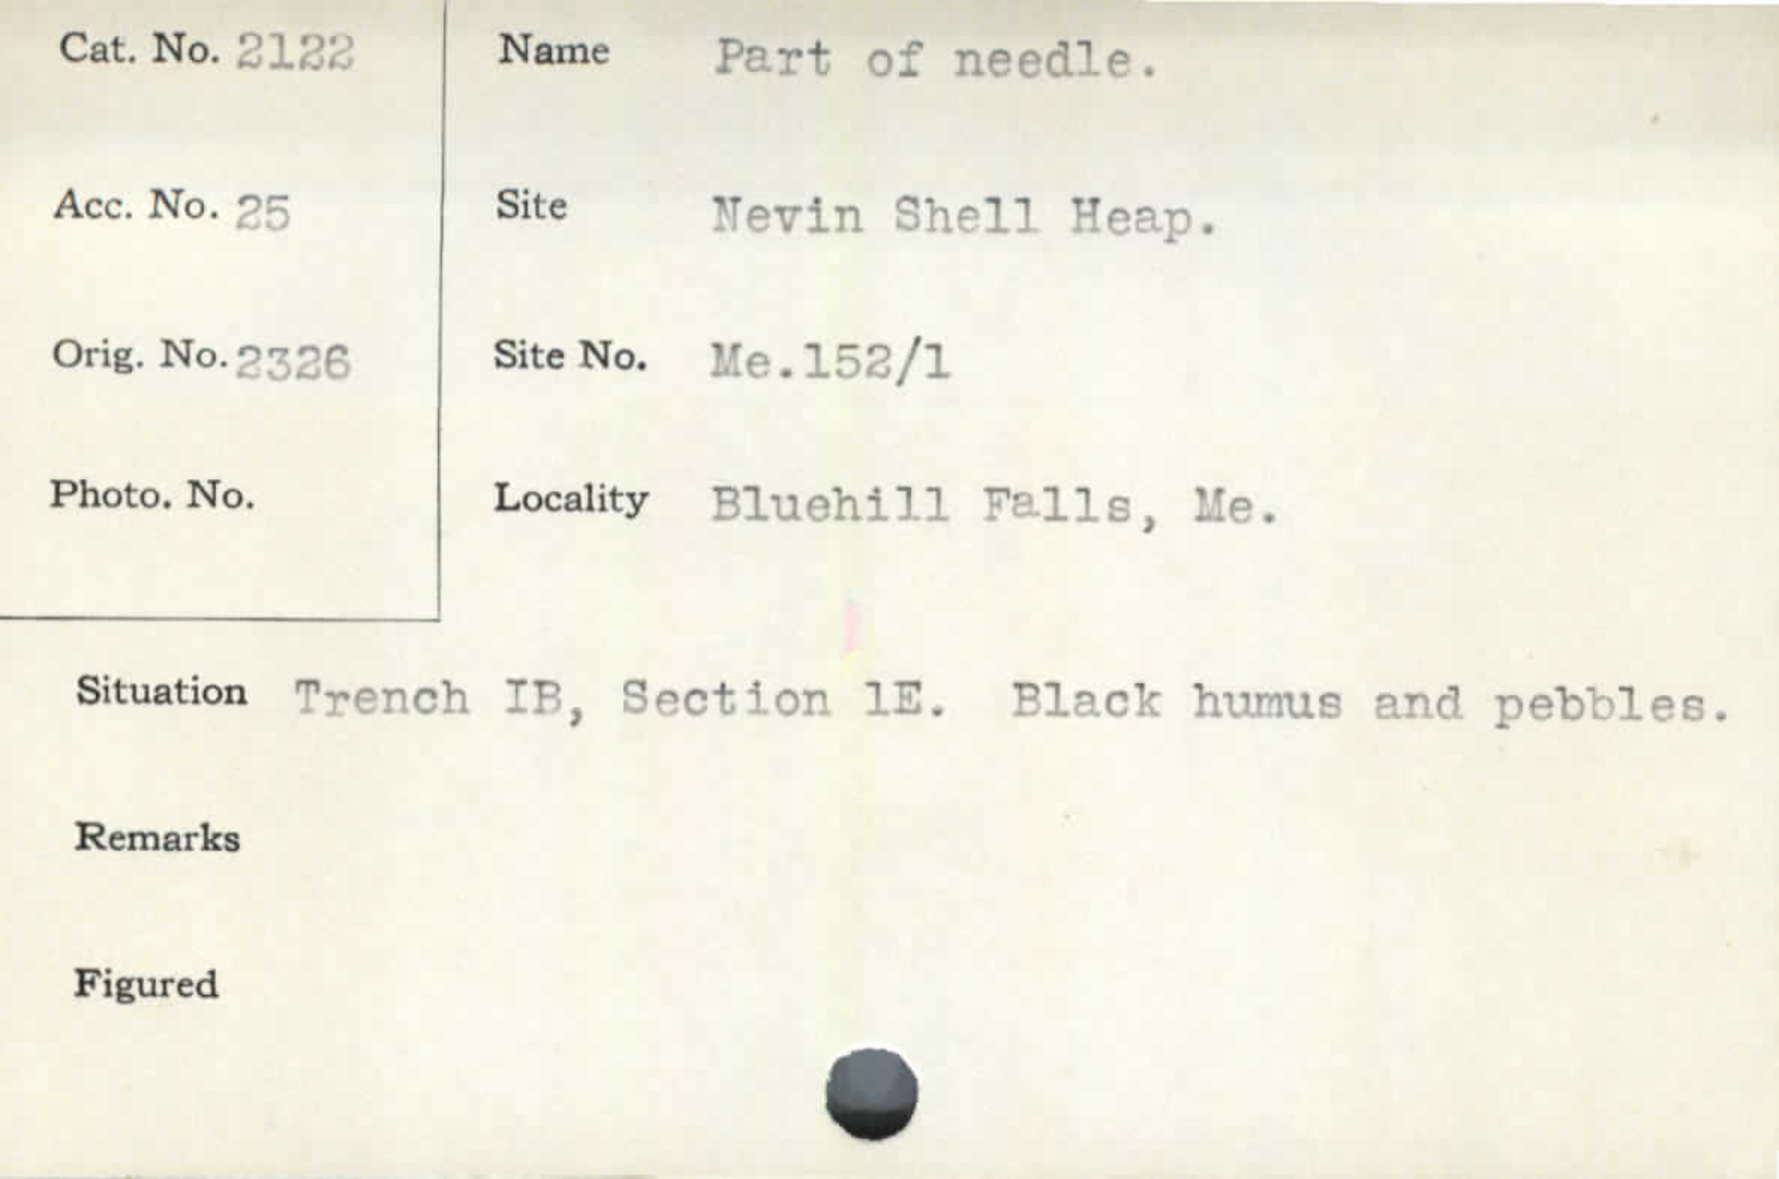 Cat. No. 2122
Name Part of needle.
Acc. No. 25
Site Nevin Shell Heap.
Orig. No. 2326
Site No. Me.152/1
Photo. No.
Locality Bluehill Falls, Me.
Situation Trench IB, Section 1E. Black humus and pebbles.
Remarks
Figured